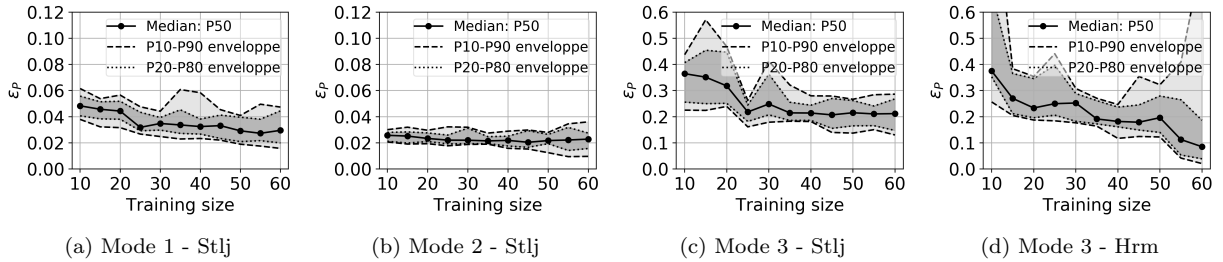 0.12
0.10
0.08
0.06
0.04
0.02
0.00
εP
Median: P50
P10-P90 enveloppe
P20-P80 enveloppe
10 20 30 40 50 60
Training size
(a) Mode 1 - Stlj
0.12
0.10
0.08
0.06
0.04
0.02
0.00
εP
Median: P50
P10-P90 enveloppe
P20-P80 enveloppe
10 20 30 40 50 60
Training size
(b) Mode 2 - Stlj
0.6
0.5
0.4
0.3
0.2
0.1
0.0
εP
Median: P50
P10-P90 enveloppe
P20-P80 enveloppe
10 20 30 40 50 60
Training size
(c) Mode 3 - Stlj
0.6
0.5
0.4
0.3
0.2
0.1
0.0
εP
Median: P50
P10-P90 enveloppe
P20-P80 enveloppe
10 20 30 40 50 60
Training size
(d) Mode 3 - Hrm